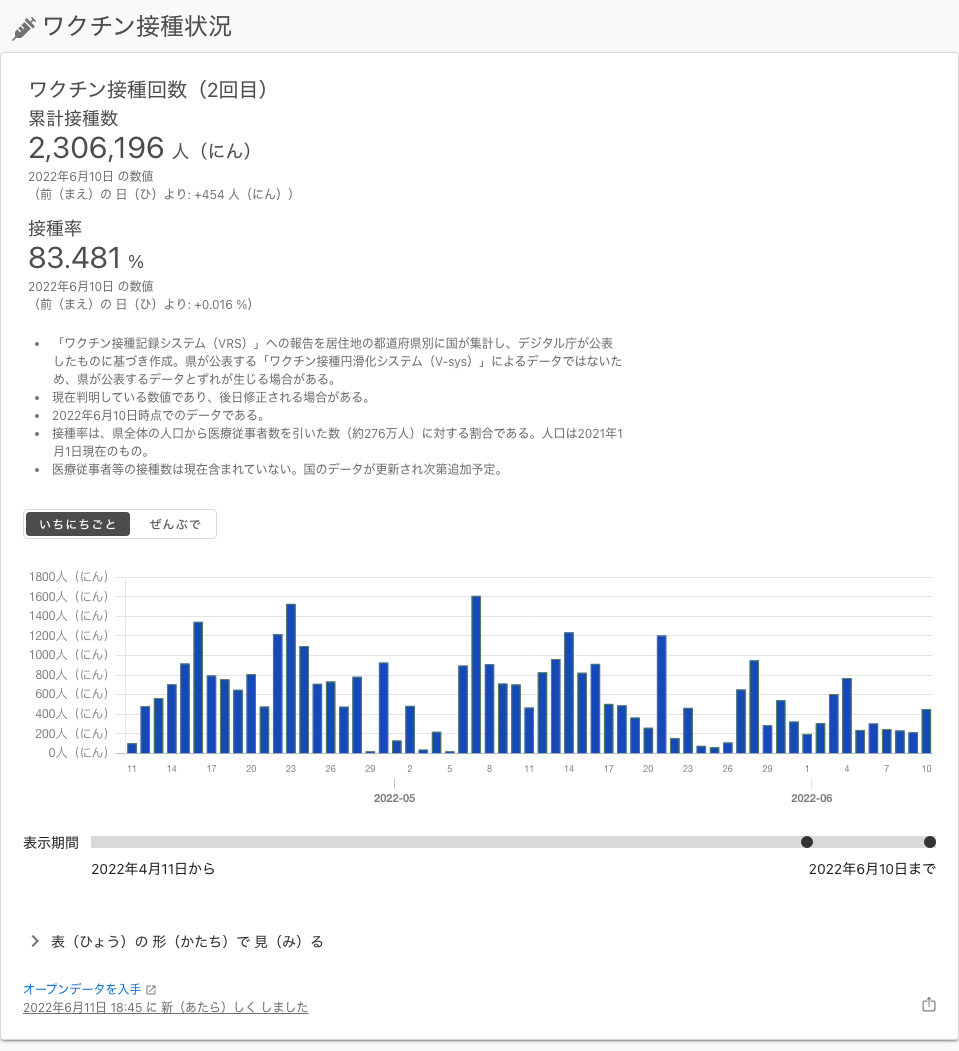 ワクチン接種状況
ワクチン接種回数（2回目）
累計接種数
2,306,196 人（にん）
2022年6月10日 の数値
（前（まえ）の 日（ひ）より: +454 人（にん））
接種率
83.481 %
2022年6月10日 の数値
（前（まえ）の 日（ひ）より: +0.016 %）
• 「ワクチン接種記録システム（VRS）」への報告を居住地の都道府県別に国が集計し、デジタル庁が公表
したものに基づき作成。県が公表する「ワクチン接種円滑化システム（V-sys）」によるデータではないた
め、県が公表するデータとずれが生じる場合がある。
• 現在判明している数値であり、後日修正される場合がある。
• 2022年6月10日時点でのデータである。
• 接種率は、県全体の人口から医療従事者数を引いた数（約276万人）に対する割合である。人口は2021年1
月1日現在のもの。
• 医療従事者等の接種数は現在含まれていない。国のデータが更新され次第追加予定。
いちにちごと ぜんぶで
1800人（にん）
1600人（にん）
1400人（にん）
1200人（にん）
1000人（にん）
800人（にん）
600人（にん）
400人（にん）
200人（にん）
0人（にん）
11 14 17 20 23 26 29 2 5 8 11 14 17 20 23 26 29 1 4 7 10
2022-05 2022-06
表示期間
2022年4月11日から 2022年6月10日まで
表（ひょう）の 形（かたち）で 見（み）る
オープンデータを入手
2022年6月11日 18:45 に 新（あたら）しく しました